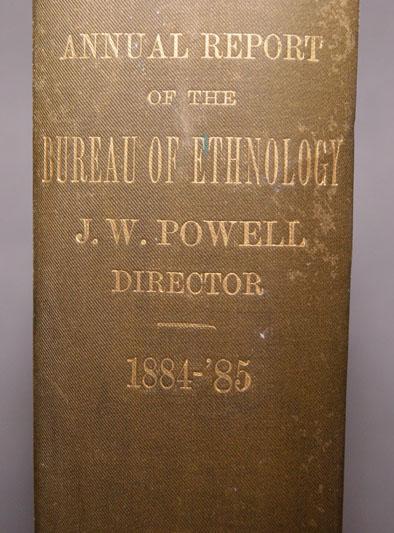 ANNUAL REPORT
OF THE
BUREAU OF ETHNOLOGY
J. W. POWELL
DIRECTOR
1884-'85